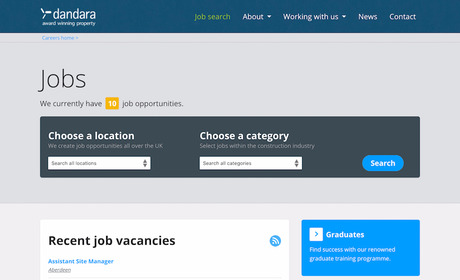 dandara
award winning property
Job search About Working with us News Contact
Careers home >
Jobs
We currently have 10 job opportunities.
Choose a location
We create job opportunities all over the UK
Search all locations
Choose a category
Select jobs within the construction industry
Search all categories
Search
Recent job vacancies
Assistant Site Manager
Aberdeen
Graduates
Find success with our renowned
graduate training programme.